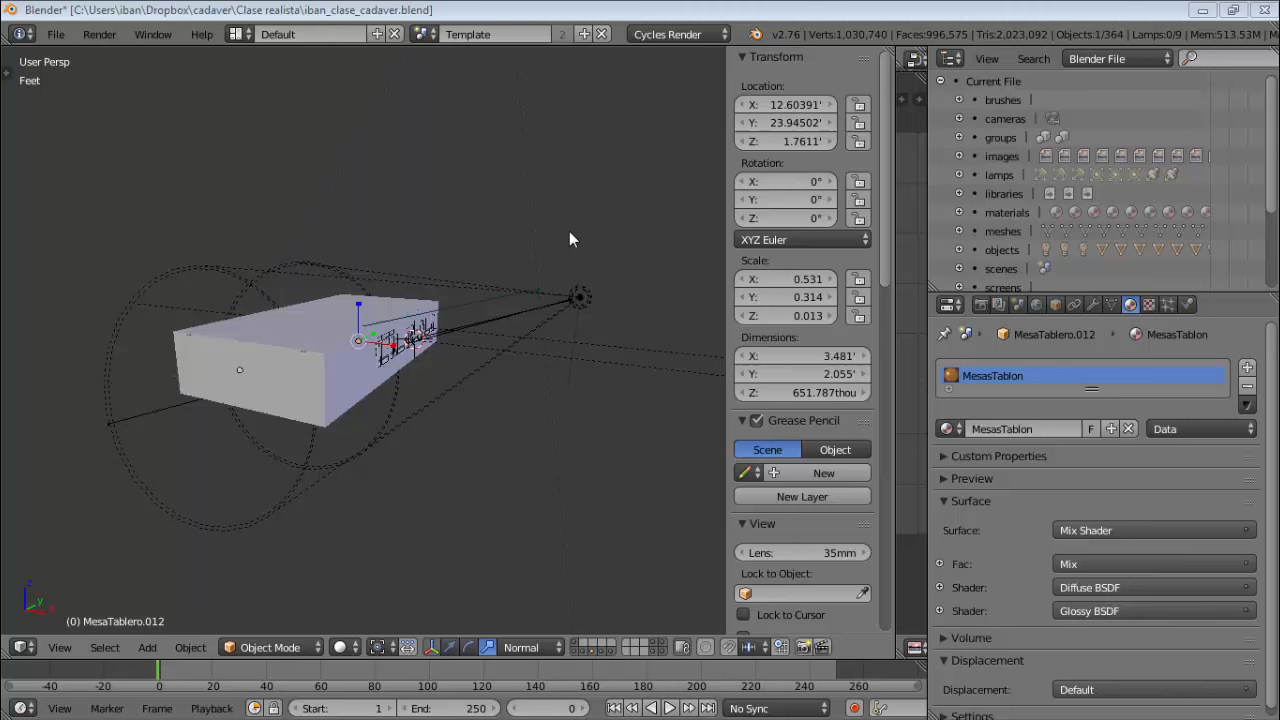 Blender* [C:\Users\iban\Dropbox\cadaver\Clase realista\iban_clase_cadaver.blend]
File Render Window Help Default Template 2 Cycles Render v2.76 | Verts:1,030,740 | Faces:996,575 | Tris:2,023,092 | Objects:1/364 | Lamps:0/9 | Mem:513.53M
User Persp
Feet
(0) MesaTablero.012
z
y
x
Transform
Location:
X: 12.60391'
Y: 23.94502'
Z: 1.7611'
Rotation:
X: 0°
Y: 0°
Z: 0°
XYZ Euler
Scale:
X: 0.531
Y: 0.314
Z: 0.013
Dimensions:
X: 3.481'
Y: 2.055'
Z: 651.787thou
Grease Pencil
Scene Object
New
New Layer
View
Lens: 35mm
Lock to Object:
Lock to Cursor
View Search Blender File
Current File
brushes
cameras
groups
images
lamps
libraries
materials
meshes
objects
scenes
screens
MesaTablero.012 MesasTablon
MesasTablon
MesasTablon F Data
Custom Properties
Preview
Surface
Surface: Mix Shader
Fac: Mix
Shader: Diffuse BSDF
Shader: Glossy BSDF
Volume
Displacement
Displacement: Default
Settings
View Select Add Object Object Mode Normal
-40 -20 0 20 40 60 80 100 120 140 160 180 200 220 240 260
View Marker Frame Playback Start: 1 End: 250 0 No Sync